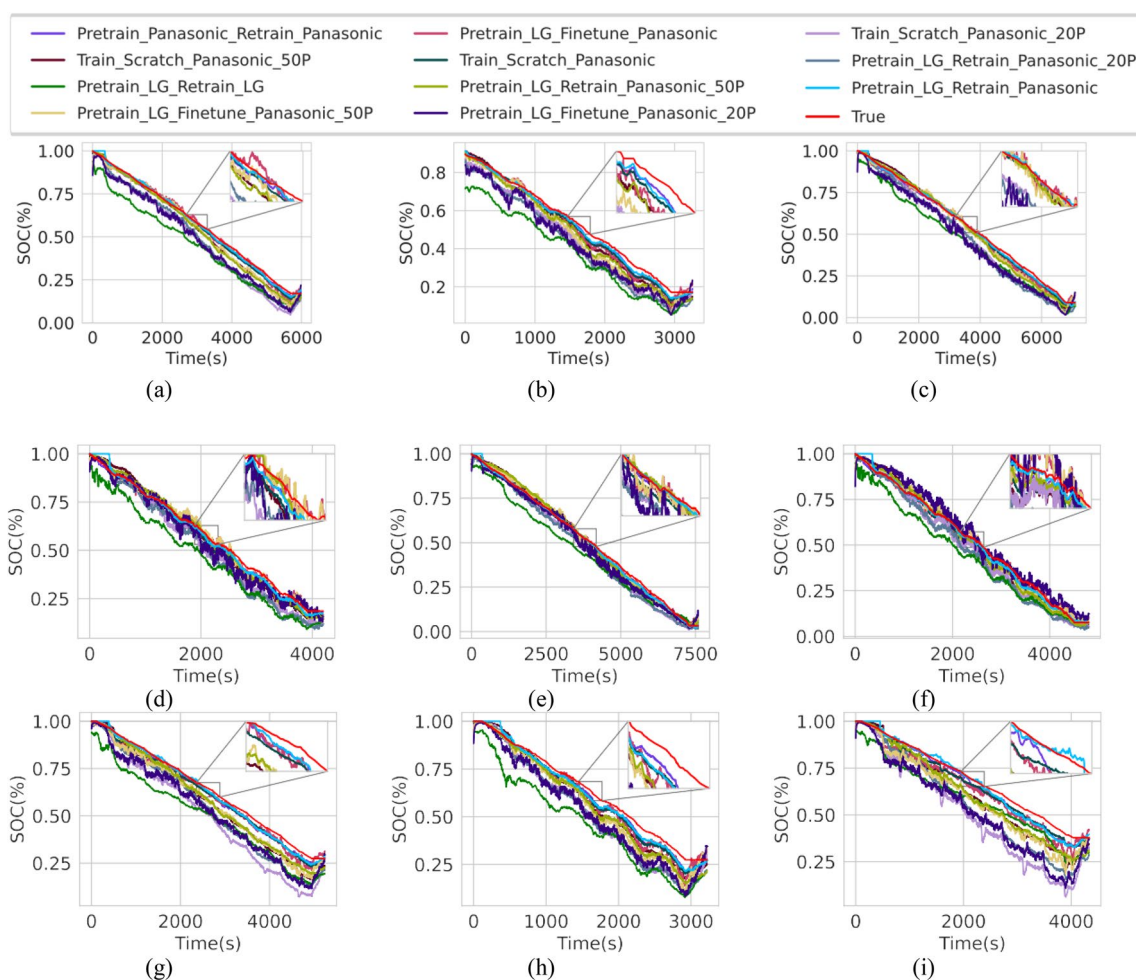 Pretrain_Panasonic_Retrain_Panasonic Pretrain_LG_Finetune_Panasonic Train_Scratch_Panasonic_20P
Train_Scratch_Panasonic_50P Train_Scratch_Panasonic Pretrain_LG_Retrain_Panasonic_20P
Pretrain_LG_Retrain_LG Pretrain_LG_Retrain_Panasonic_50P Pretrain_LG_Retrain_Panasonic
Pretrain_LG_Finetune_Panasonic_50P Pretrain_LG_Finetune_Panasonic_20P True
SOC(%)
1.00
0.75
0.50
0.25
0.00
0 2000 4000 6000
Time(s)
(a)
SOC(%)
0.8
0.6
0.4
0.2
0 1000 2000 3000
Time(s)
(b)
SOC(%)
1.00
0.75
0.50
0.25
0.00
0 2000 4000 6000
Time(s)
(c)
SOC(%)
1.00
0.75
0.50
0.25
0 2000 4000
Time(s)
(d)
SOC(%)
1.00
0.75
0.50
0.25
0.00
0 2500 5000 7500
Time(s)
(e)
SOC(%)
1.00
0.75
0.50
0.25
0.00
0 2000 4000
Time(s)
(f)
SOC(%)
1.00
0.75
0.50
0.25
0 2000 4000
Time(s)
(g)
SOC(%)
1.00
0.75
0.50
0.25
0 1000 2000 3000
Time(s)
(h)
SOC(%)
1.00
0.75
0.50
0.25
0 1000 2000 3000 4000
Time(s)
(i)